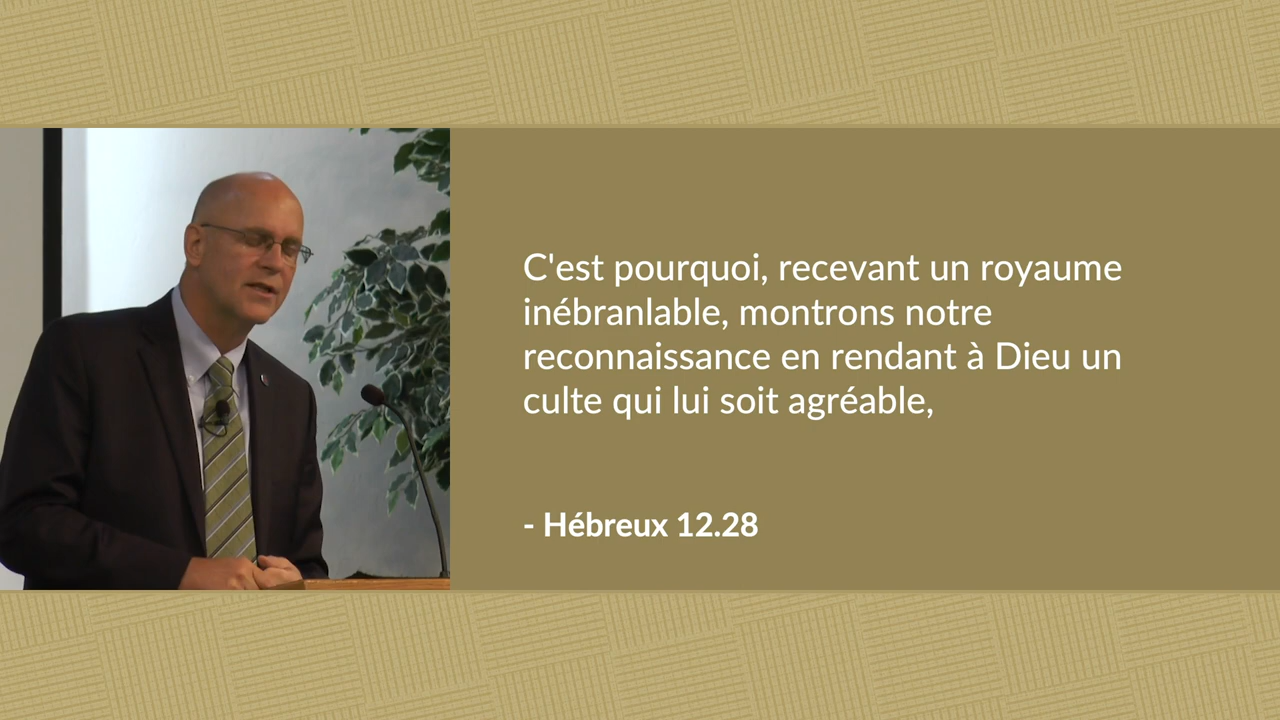 C'est pourquoi, recevant un royaume
inébranlable, montrons notre
reconnaissance en rendant à Dieu un
culte qui lui soit agréable,
- Hébreux 12.28